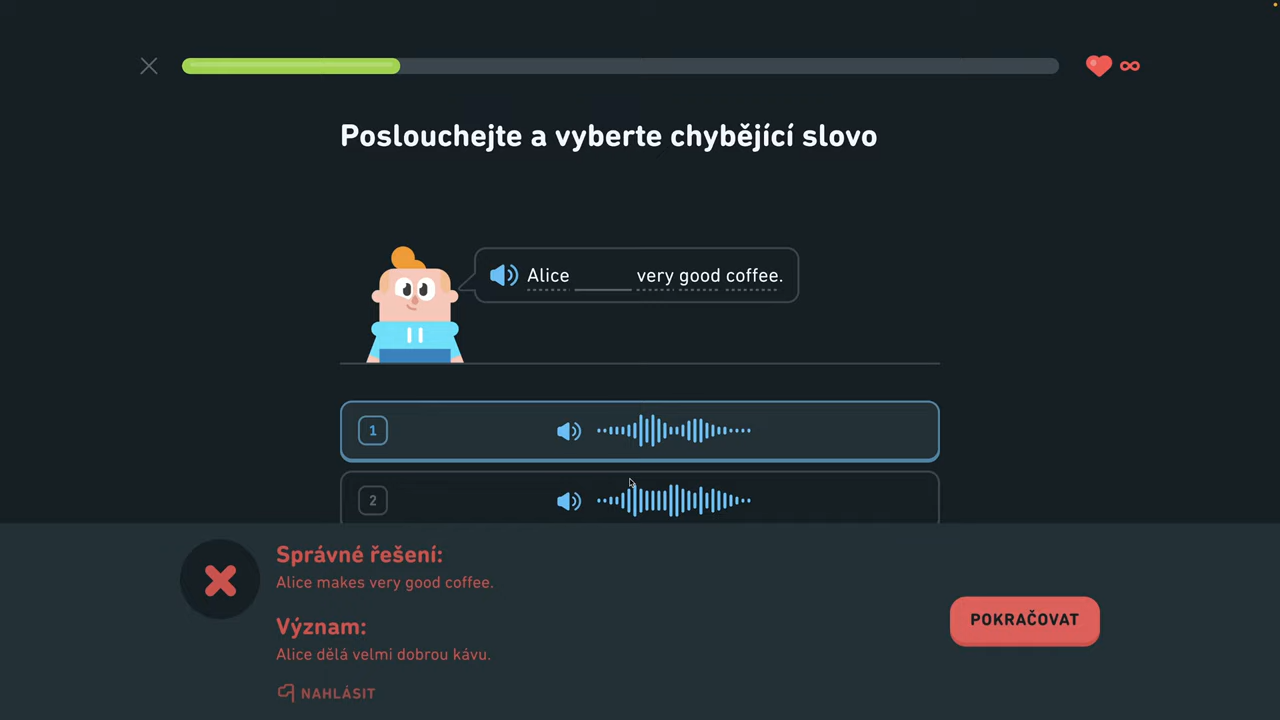 Poslouchejte a vyberte chybějící slovo
Alice ______ very good coffee.
1
2
Správné řešení:
Alice makes very good coffee.
Význam:
Alice dělá velmi dobrou kávu.
NAHLÁSIT
POKRAČOVAT